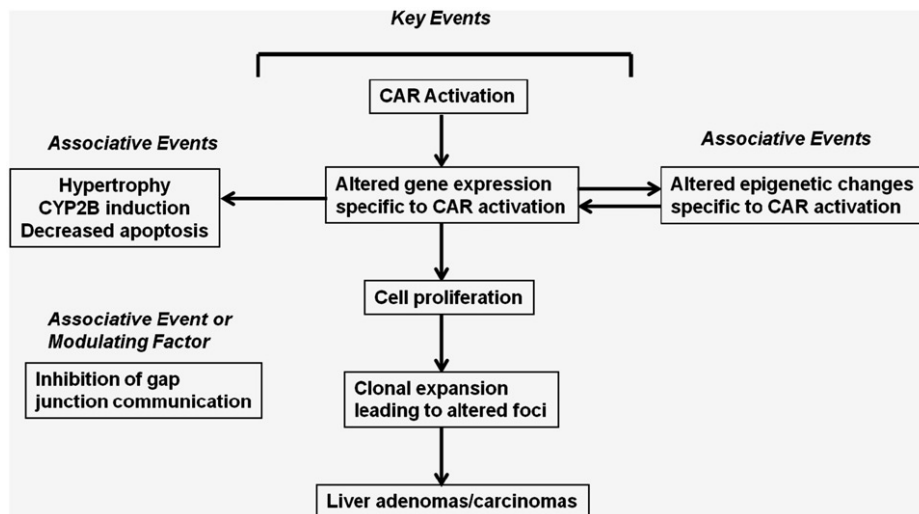 Key Events
CAR Activation
Associative Events
Associative Events
Hypertrophy
CYP2B induction
Decreased apoptosis
Altered gene expression
specific to CAR activation
Altered epigenetic changes
specific to CAR activation
Cell proliferation
Associative Event or
Modulating Factor
Inhibition of gap
junction communication
Clonal expansion
leading to altered foci
Liver adenomas/carcinomas